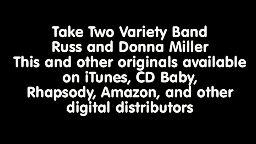 Take Two Variety Band
Russ and Donna Miller
This and other originals available
on iTunes, CD Baby,
Rhapsody, Amazon, and other
digital distributors